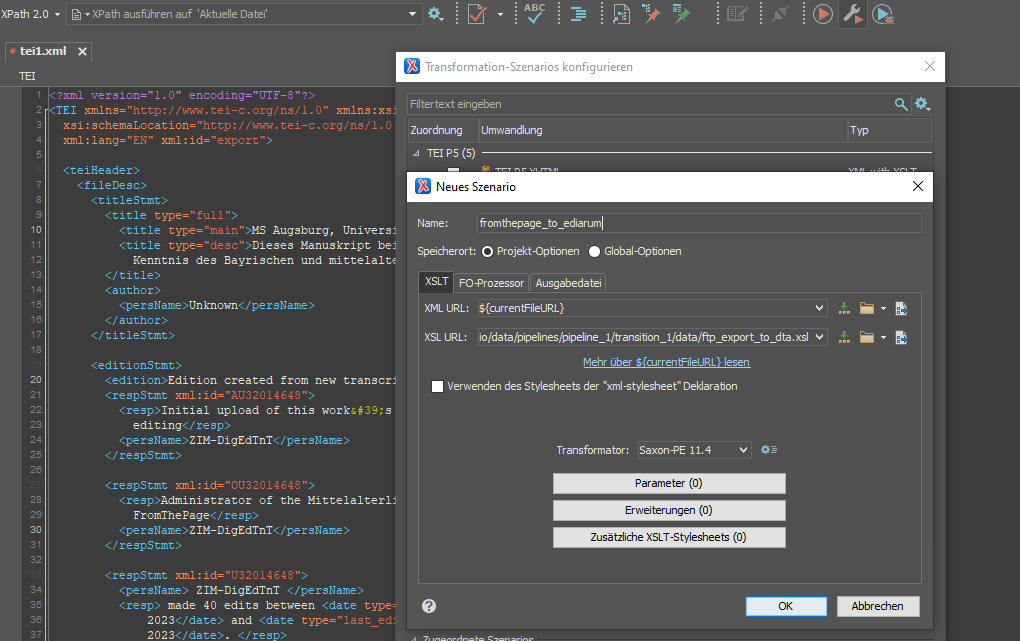 XPath 2.0
XPath ausführen auf 'Aktuelle Datei'
ABC
tei1.xml
TEI
1 <?xml version="1.0" encoding="UTF-8"?>
2 <TEI xmlns="http://www.tei-c.org/ns/1.0" xmlns:xsi
3 xsi:schemaLocation="http://www.tei-c.org/ns/1.0
4 xml:lang="EN" xml:id="export">
5
6 <teiHeader>
7 <fileDesc>
8 <titleStmt>
9 <title type="full">
10 <title type="main">MS Augsburg, Universi
11 <title type="desc">Dieses Manuskript bei
12 Kenntnis des Bayrischen und mittelalte
13 </title>
14 <author>
15 <persName>Unknown</persName>
16 </author>
17 </titleStmt>
18
19 <editionStmt>
20 <edition>Edition created from new transcri
21 <respStmt xml:id="AU32014648">
22 <resp>Initial upload of this work&#39;s
23 editing</resp>
24 <persName>ZIM-DigEdTnT</persName>
25 </respStmt>
26
27 <respStmt xml:id="OU32014648">
28 <resp>Administrator of the Mittelalterli
29 FromThePage</resp>
30 <persName>ZIM-DigEdTnT</persName>
31 </respStmt>
32
33 <respStmt xml:id="U32014648">
34 <persName> ZIM-DigEdTnT </persName>
35 <resp> made 40 edits between <date type=
36 2023</date> and <date type="last_edi
37 2023</date>. </resp>
Transformation-Szenarios konfigurieren
Filtertext eingeben
Zuordnung Umwandlung Typ
TEI P5 (5)
TEI P5 XHTML XML with XSLT
Neues Szenario
Name: fromthepage_to_ediarum
Speicherort: Projekt-Optionen Global-Optionen
XSLT FO-Prozessor Ausgabedatei
XML URL: ${currentFileURL}
XSL URL: io/data/pipelines/pipeline_1/transition_1/data/ftp_export_to_dta.xsl
Mehr über ${currentFileURL} lesen
Verwenden des Stylesheets der "xml-stylesheet" Deklaration
Transformator: Saxon-PE 11.4
Parameter (0)
Erweiterungen (0)
Zusätzliche XSLT-Stylesheets (0)
? OK Abbrechen
Zugeordnete Szenarios